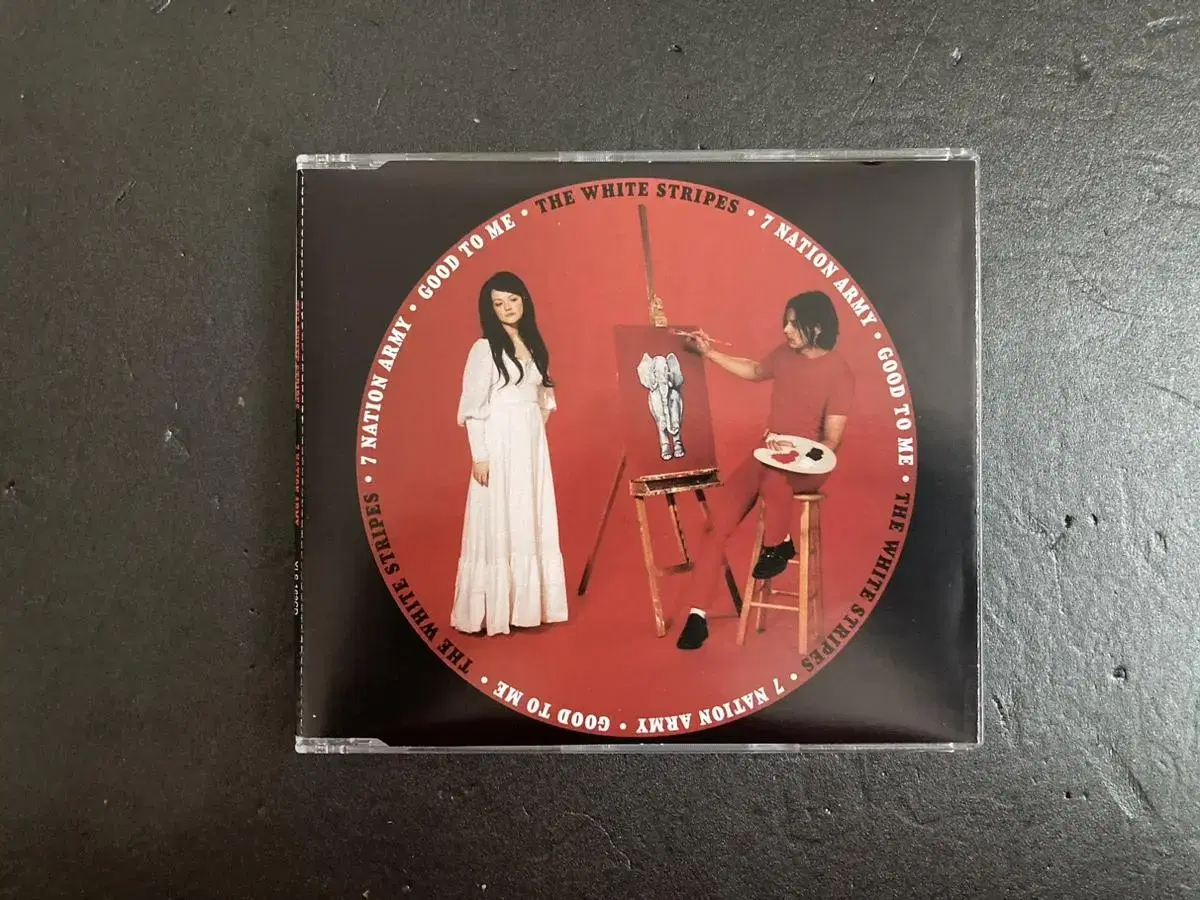 THE WHITE STRIPES • 7 NATION ARMY • GOOD TO ME • THE WHITE STRIPES • 7 NATION ARMY • GOOD TO ME • THE WHITE STRIPES • 7 NATION ARMY • GOOD TO ME •